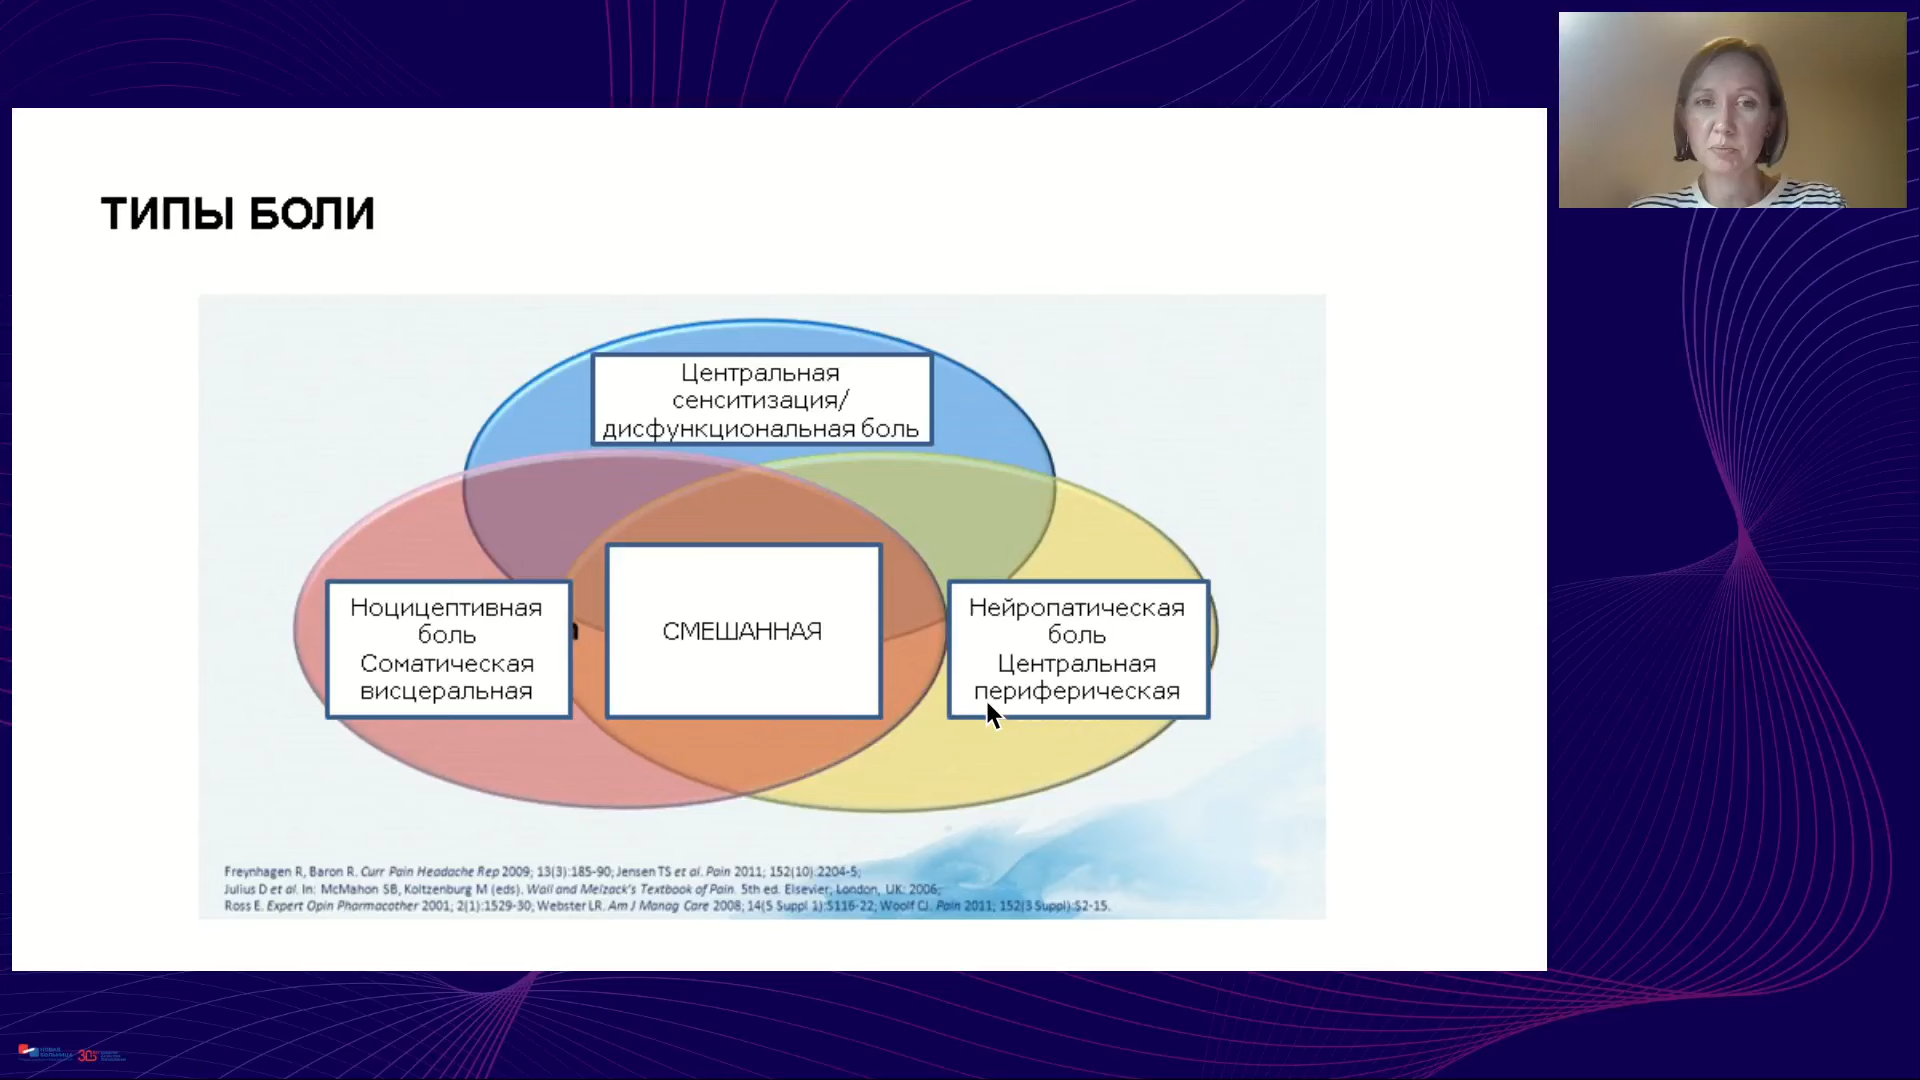 ТИПЫ БОЛИ
Центральная
сенситизация/
дисфункциональная боль
Ноцицептивная
боль
Соматическая
висцеральная
СМЕШАННАЯ
Нейропатическая
боль
Центральная
периферическая
Freynhagen R, Baron R. Curr Pain Headache Rep 2009; 13(3):185-90; Jensen TS et al. Pain 2011; 152(10):2204-5;
Julius D et al. In: McMahon SB, Koltzenburg M (eds). Wall and Melzack's Textbook of Pain. 5th ed. Elsevier; London, UK: 2006;
Ross E. Expert Opin Pharmacother 2001; 2(1):1529-30; Webster LR. Am J Manag Care 2008; 14(5 Suppl 1):S116-22; Woolf CJ. Pain 2011; 152(3 Suppl):S2-15.
НОВАЯ
БОЛЬНИЦА